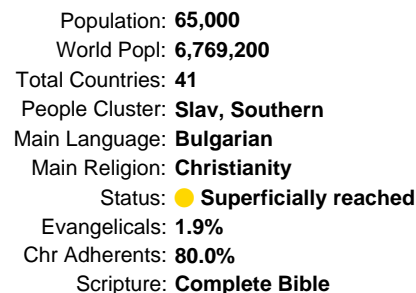 Population: 65,000
World Popl: 6,769,200
Total Countries: 41
People Cluster: Slav, Southern
Main Language: Bulgarian
Main Religion: Christianity
Status: Superficially reached
Evangelicals: 1.9%
Chr Adherents: 80.0%
Scripture: Complete Bible